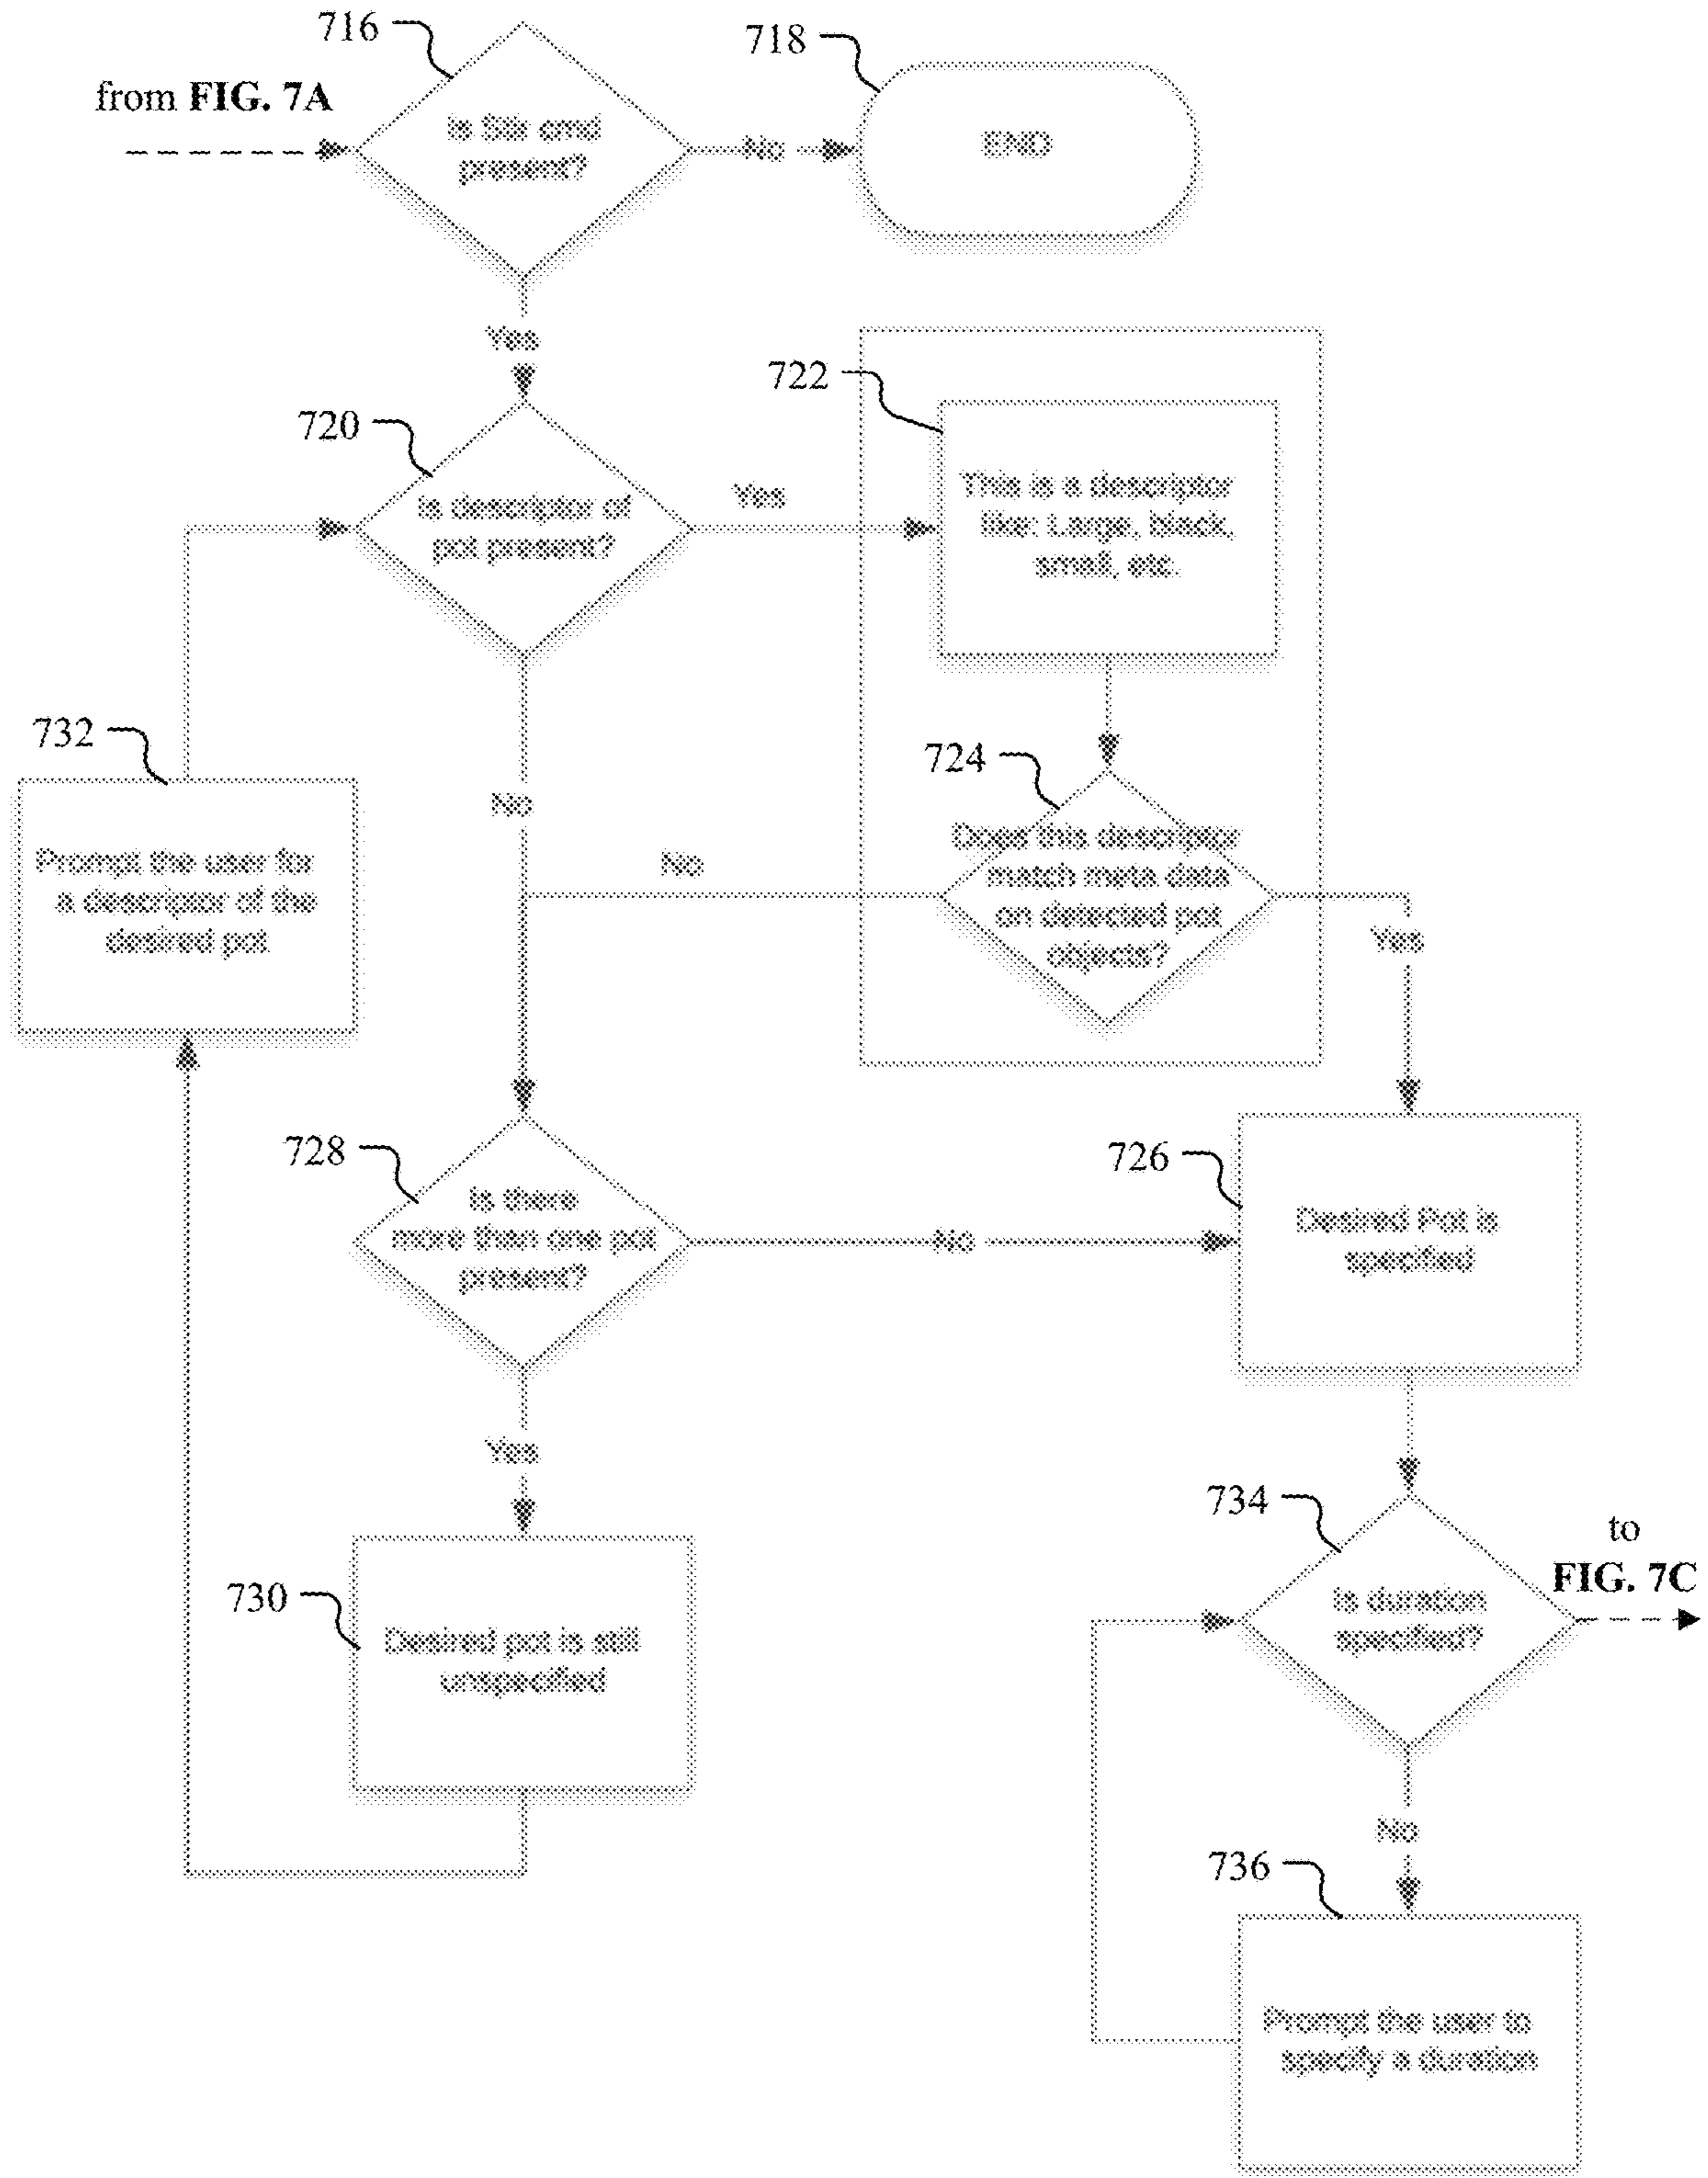 716
718
from FIG. 7A
Is Stir cmd
present?
No
END
Yes
722
720
Yes
Is descriptor of
pot present?
This is a descriptor
like: Large, black,
small, etc.
732
724
No
Prompt the user for
a descriptor of the
desired pot
No
Does this descriptor
match meta data
on detected pot
objects?
Yes
728
726
Is there
more than one pot
present?
No
Desired Pot is
specified
Yes
734
to
FIG. 7C
730
Is duration
specified?
Desired pot is still
unspecified
No
736
Prompt the user to
specify a duration